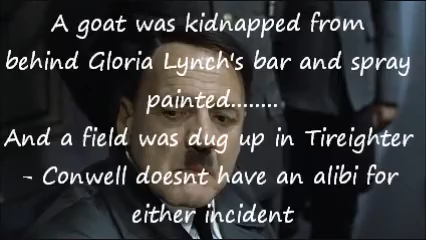 A goat was kidnapped from
behind Gloria Lynch's bar and spray
painted........
And a field was dug up in Tireighter
- Conwell doesnt have an alibi for
either incident